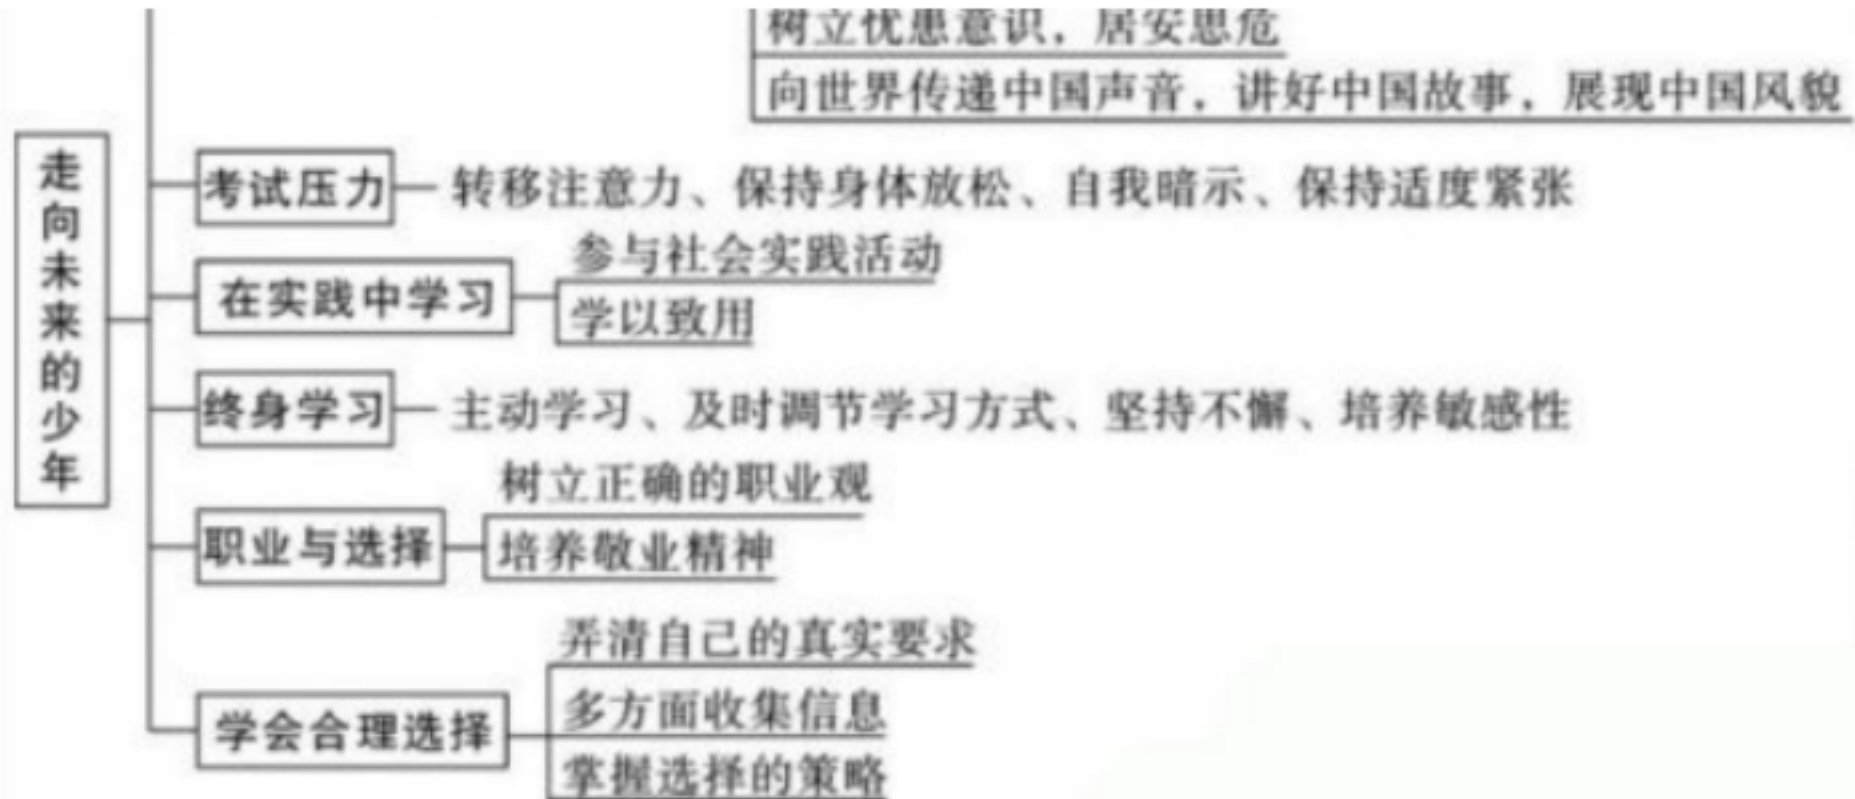 树立忧患意识，居安思危
向世界传递中国声音，讲好中国故事，展现中国风貌
走向未来的少年
考试压力
转移注意力、保持身体放松、自我暗示、保持适度紧张
在实践中学习
参与社会实践活动
学以致用
终身学习
主动学习、及时调节学习方式、坚持不懈、培养敏感性
职业与选择
树立正确的职业观
培养敬业精神
学会合理选择
弄清自己的真实要求
多方面收集信息
掌握选择的策略